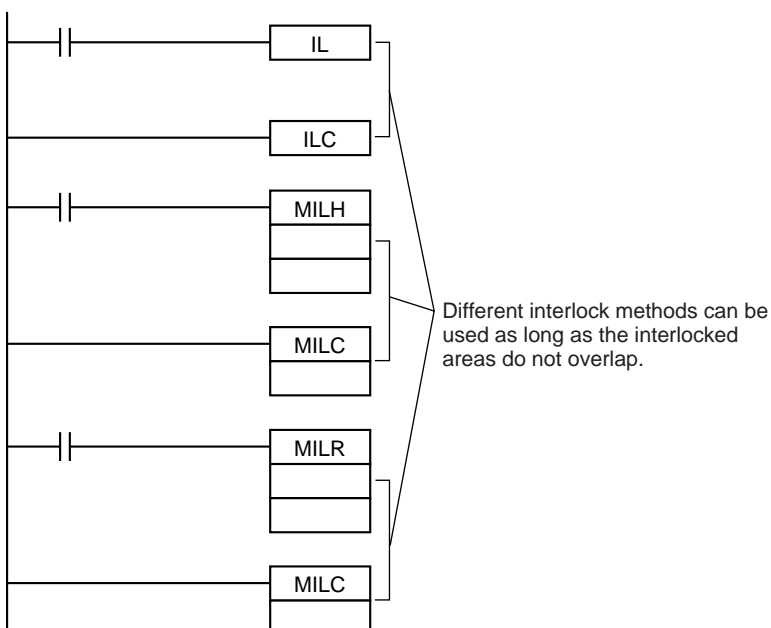 IL
ILC
MILH
Different interlock methods can be
used as long as the interlocked
areas do not overlap.
MILC
MILR
MILC